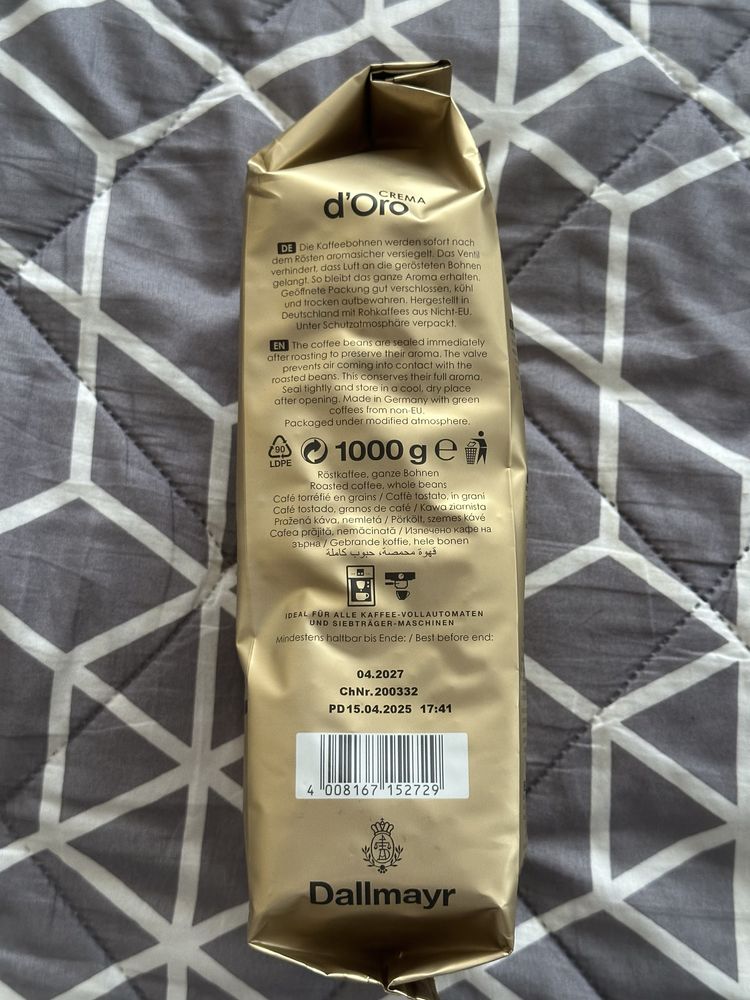 CREMA
d'Oro
DE Die Kaffeebohnen werden sofort nach
dem Rösten aromasicher versiegelt. Das Ventil
verhindert, dass Luft an die gerösteten Bohnen
gelangt. So bleibt das ganze Aroma erhalten.
Geöffnete Packung gut verschlossen, kühl
und trocken aufbewahren. Hergestellt in
Deutschland mit Rohkaffees aus Nicht-EU.
Unter Schutzatmosphäre verpackt.
EN The coffee beans are sealed immediately
after roasting to preserve their aroma. The valve
prevents air coming into contact with the
roasted beans. This conserves their full aroma.
Seal tightly and store in a cool, dry place
after opening. Made in Germany with green
coffees from non-EU.
Packaged under modified atmosphere.
90
LDPE
1000 g e
Röstkaffee, ganze Bohnen
Roasted coffee, whole beans
Café torréfié en grains / Caffè tostato, in grani
Café tostado, granos de café / Kawa ziarnista
Pražená káva, nemletá / Pörkölt, szemes kávé
Cafea prăjită, nemăcinată / Изпечено кафе на
зърна / Gebrande koffie, hele bonen
قهوة محمصة، حبوب كاملة
IDEAL FÜR ALLE KAFFEE-VOLLAUTOMATEN
UND SIEBTRÄGER-MASCHINEN
Mindestens haltbar bis Ende: / Best before end:
04.2027
ChNr.200332
PD15.04.2025 17:41
4 008167 152729
Dallmayr